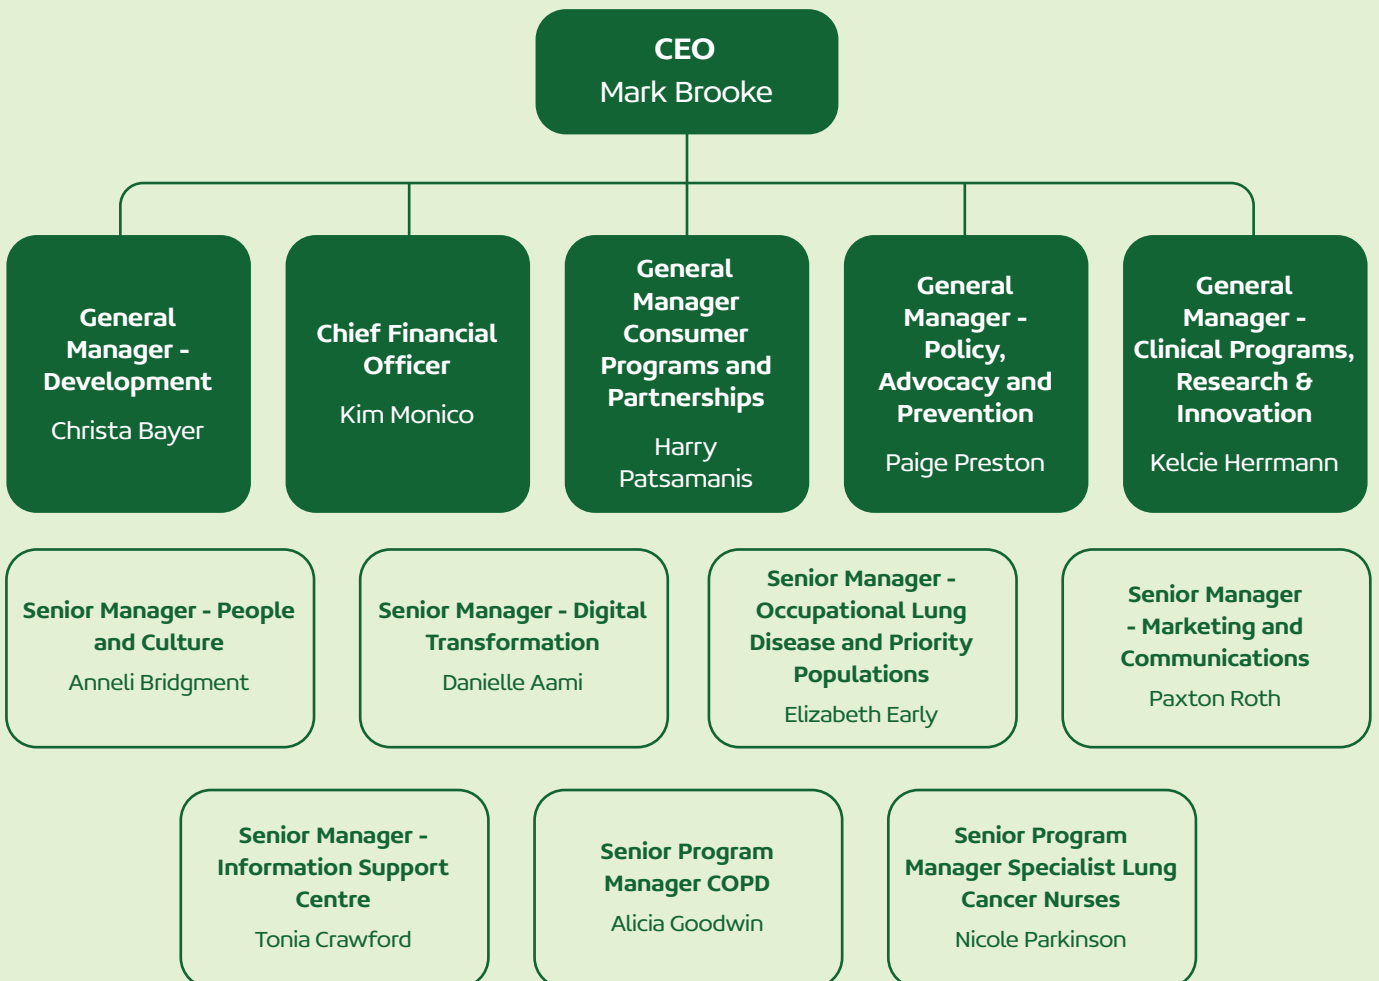 CEO
Mark Brooke
General
Manager -
Development
Christa Bayer
Chief Financial
Officer
Kim Monico
General
Manager
Consumer
Programs and
Partnerships
Harry
Patsamanis
General
Manager -
Policy,
Advocacy and
Prevention
Paige Preston
General
Manager -
Clinical Programs,
Research &
Innovation
Kelcie Herrmann
Senior Manager - People
and Culture
Anneli Bridgment
Senior Manager - Digital
Transformation
Danielle Aami
Senior Manager -
Occupational Lung
Disease and Priority
Populations
Elizabeth Early
Senior Manager
- Marketing and
Communications
Paxton Roth
Senior Manager -
Information Support
Centre
Tonia Crawford
Senior Program
Manager COPD
Alicia Goodwin
Senior Program
Manager Specialist Lung
Cancer Nurses
Nicole Parkinson